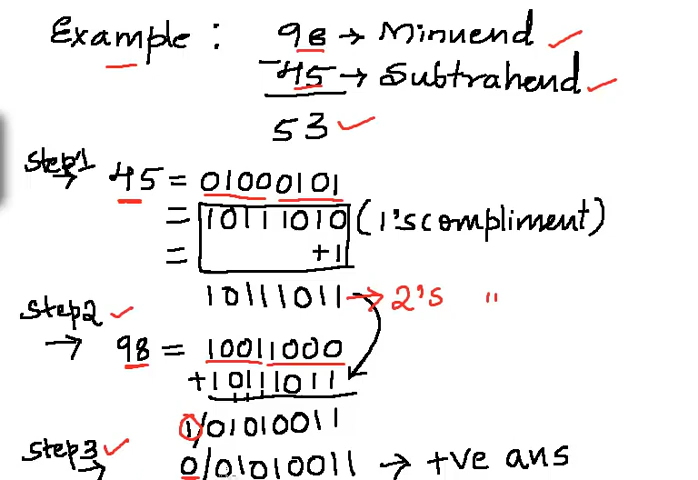 Example : 98 → Minuend ✓
- 45 → Subtrahend ✓
53 ✓
Step1
→ 45 = 01000101
= 10111010 (1's compliment)
= +1
10111011 → 2's "
Step2 ✓
→ 98 = 10011000
+10111011
1/01010011
Step3 ✓
→ 0/01010011 → +ve ans